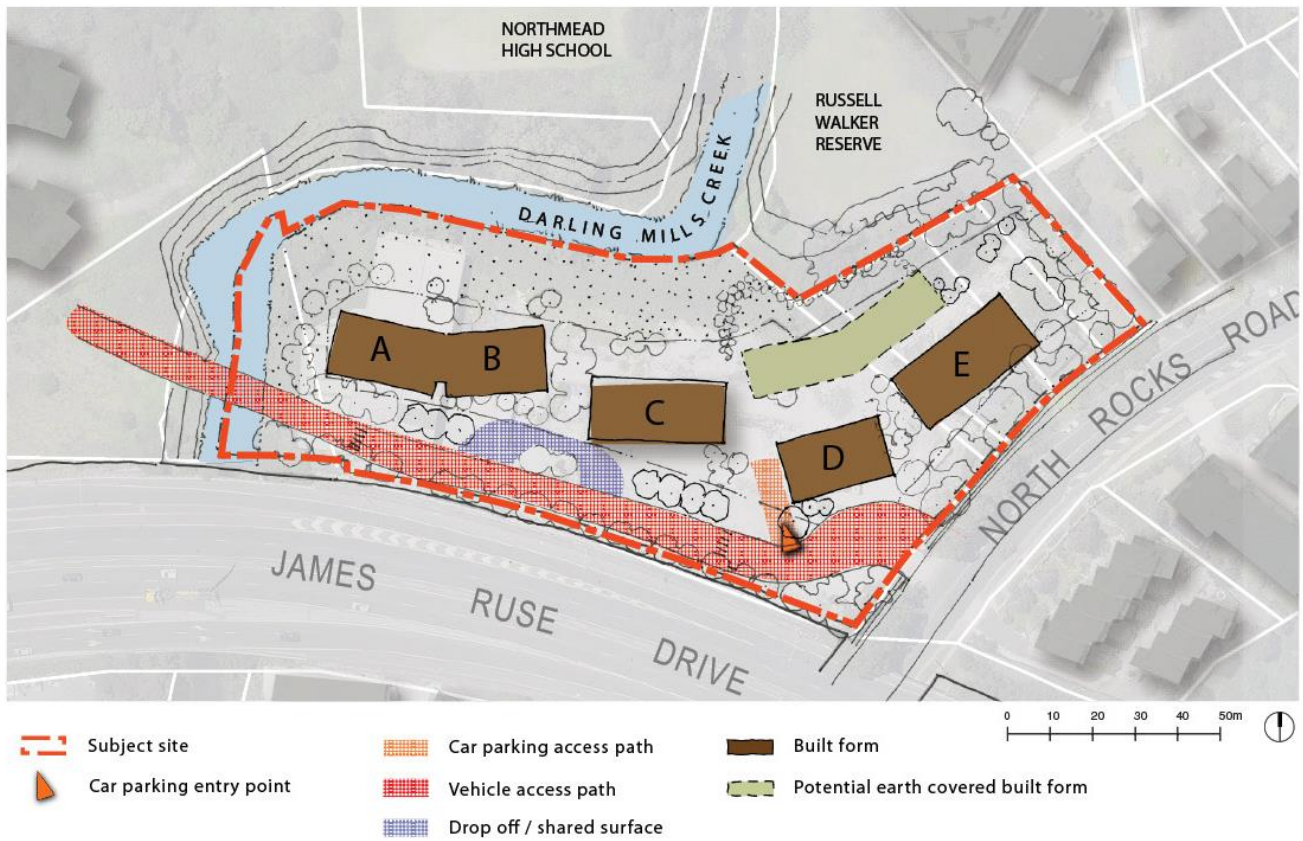 NORTHMEAD
HIGH SCHOOL
RUSSELL
WALKER
RESERVE
DARLING MILLS CREEK
A
B
C
D
E
NORTH ROCKS ROAD
JAMES RUSE DRIVE
0 10 20 30 40 50m
Subject site
Car parking entry point
Car parking access path
Vehicle access path
Drop off / shared surface
Built form
Potential earth covered built form